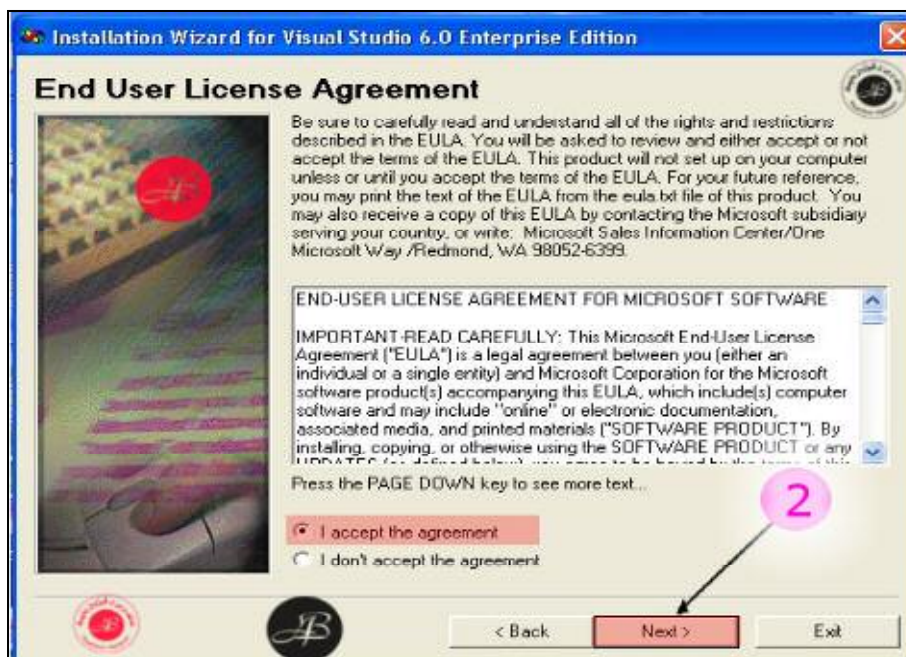 Installation Wizard for Visual Studio 6.0 Enterprise Edition
End User License Agreement
Be sure to carefully read and understand all of the rights and restrictions
described in the EULA. You will be asked to review and either accept or not
accept the terms of the EULA. This product will not set up on your computer
unless or until you accept the terms of the EULA. For your future reference,
you may print the text of the EULA from the eula.txt file of this product. You
may also receive a copy of this EULA by contacting the Microsoft subsidiary
serving your country, or write: Microsoft Sales Information Center/One
Microsoft Way /Redmond, WA 98052-6399.
END-USER LICENSE AGREEMENT FOR MICROSOFT SOFTWARE
IMPORTANT-READ CAREFULLY: This Microsoft End-User License
Agreement ("EULA") is a legal agreement between you (either an
individual or a single entity) and Microsoft Corporation for the Microsoft
software product(s) accompanying this EULA, which include(s) computer
software and may include "online" or electronic documentation,
associated media, and printed materials ("SOFTWARE PRODUCT"). By
installing, copying, or otherwise using the SOFTWARE PRODUCT or any
Press the PAGE DOWN key to see more text...
2
I accept the agreement
I don't accept the agreement
< Back
Next >
Exit